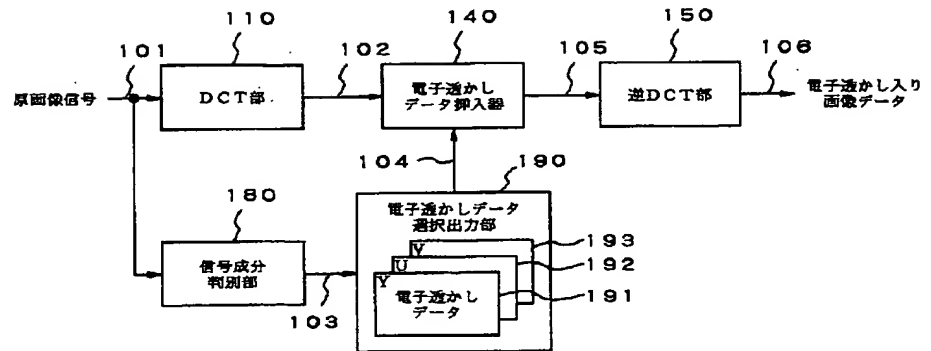 110
140
150
101
102
105
106
原画像信号
DCT部
電子透かし
データ挿入器
逆DCT部
電子透かし入り
画像データ
104
190
180
電子透かしデータ
選択出力部
193
V
192
U
191
Y
信号成分
判別部
103
電子透かし
データ